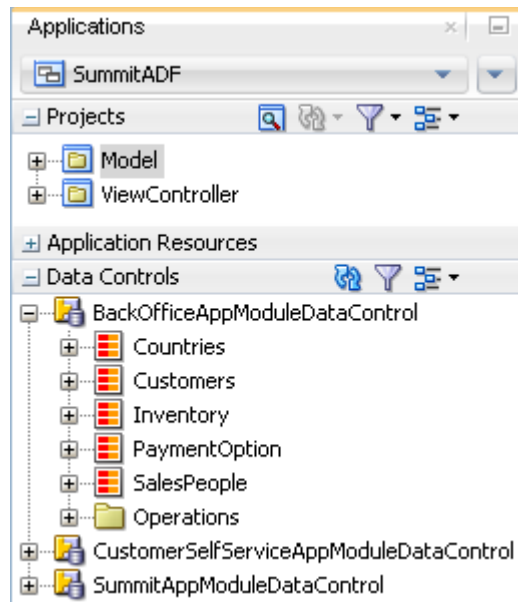 Applications
SummitADF
Projects
Model
ViewController
Application Resources
Data Controls
BackOfficeAppModuleDataControl
Countries
Customers
Inventory
PaymentOption
SalesPeople
Operations
CustomerSelfServiceAppModuleDataControl
SummitAppModuleDataControl